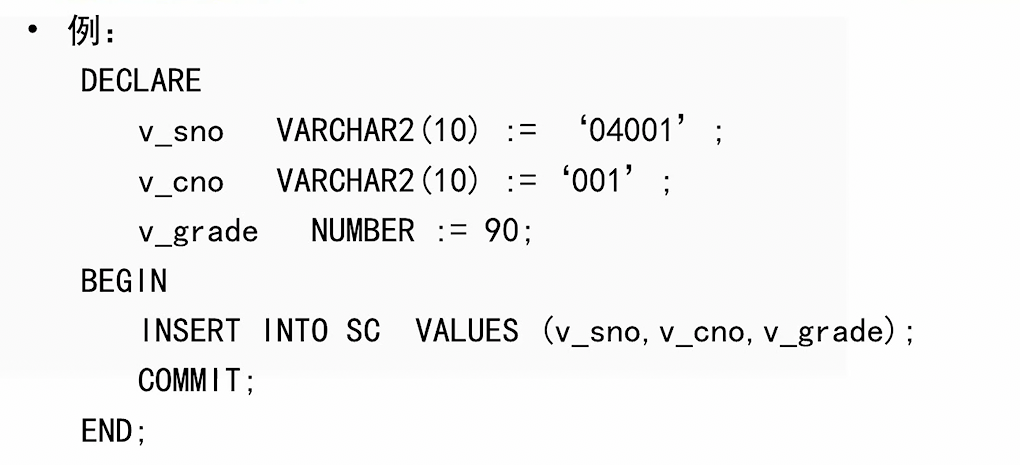 • 例：
DECLARE
v_sno VARCHAR2(10) := ‘04001’ ;
v_cno VARCHAR2(10) := ‘001’ ;
v_grade NUMBER := 90;
BEGIN
INSERT INTO SC VALUES (v_sno,v_cno,v_grade);
COMMIT;
END;